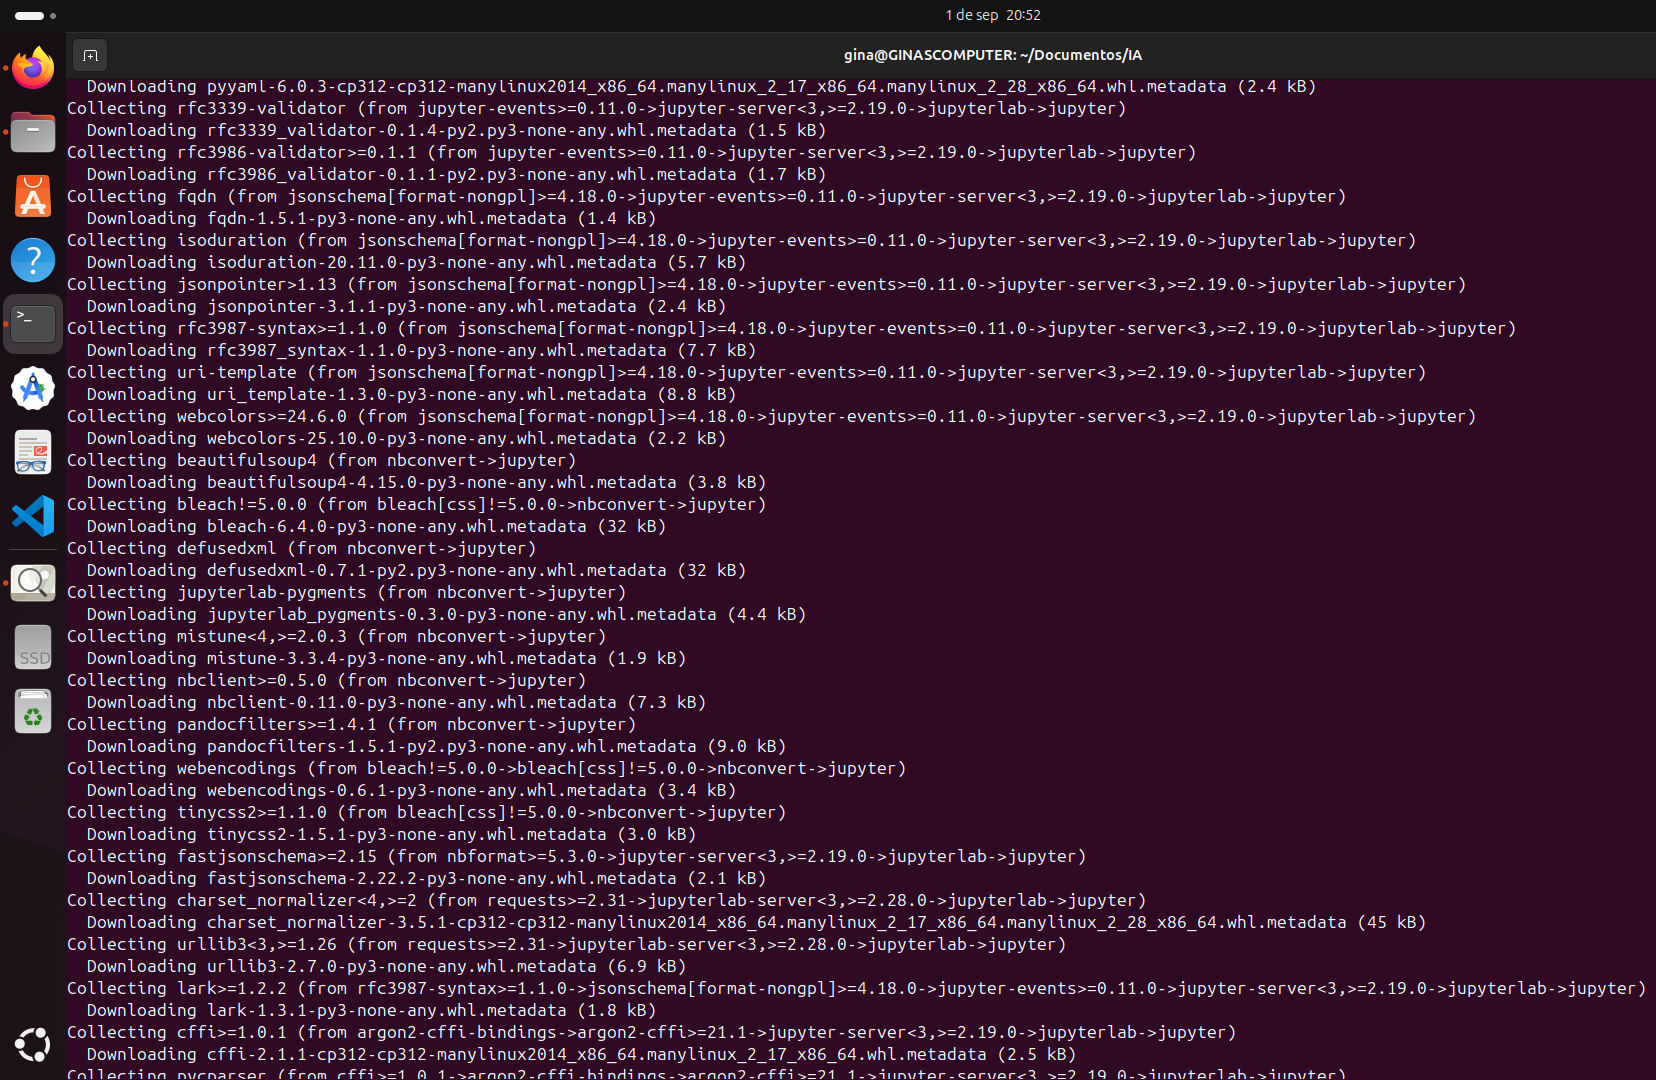 1 de sep 20:52
gina@GINASCOMPUTER: ~/Documentos/IA
Downloading pyyaml-6.0.3-cp312-cp312-manylinux2014_x86_64.manylinux_2_17_x86_64.manylinux_2_28_x86_64.whl.metadata (2.4 kB)
Collecting rfc3339-validator (from jupyter-events>=0.11.0->jupyter-server<3,>=2.19.0->jupyterlab->jupyter)
Downloading rfc3339_validator-0.1.4-py2.py3-none-any.whl.metadata (1.5 kB)
Collecting rfc3986-validator>=0.1.1 (from jupyter-events>=0.11.0->jupyter-server<3,>=2.19.0->jupyterlab->jupyter)
Downloading rfc3986_validator-0.1.1-py2.py3-none-any.whl.metadata (1.7 kB)
Collecting fqdn (from jsonschema[format-nongpl]>=4.18.0->jupyter-events>=0.11.0->jupyter-server<3,>=2.19.0->jupyterlab->jupyter)
Downloading fqdn-1.5.1-py3-none-any.whl.metadata (1.4 kB)
Collecting isoduration (from jsonschema[format-nongpl]>=4.18.0->jupyter-events>=0.11.0->jupyter-server<3,>=2.19.0->jupyterlab->jupyter)
Downloading isoduration-20.11.0-py3-none-any.whl.metadata (5.7 kB)
Collecting jsonpointer>1.13 (from jsonschema[format-nongpl]>=4.18.0->jupyter-events>=0.11.0->jupyter-server<3,>=2.19.0->jupyterlab->jupyter)
Downloading jsonpointer-3.1.1-py3-none-any.whl.metadata (2.4 kB)
Collecting rfc3987-syntax>=1.1.0 (from jsonschema[format-nongpl]>=4.18.0->jupyter-events>=0.11.0->jupyter-server<3,>=2.19.0->jupyterlab->jupyter)
Downloading rfc3987_syntax-1.1.0-py3-none-any.whl.metadata (7.7 kB)
Collecting uri-template (from jsonschema[format-nongpl]>=4.18.0->jupyter-events>=0.11.0->jupyter-server<3,>=2.19.0->jupyterlab->jupyter)
Downloading uri_template-1.3.0-py3-none-any.whl.metadata (8.8 kB)
Collecting webcolors>=24.6.0 (from jsonschema[format-nongpl]>=4.18.0->jupyter-events>=0.11.0->jupyter-server<3,>=2.19.0->jupyterlab->jupyter)
Downloading webcolors-25.10.0-py3-none-any.whl.metadata (2.2 kB)
Collecting beautifulsoup4 (from nbconvert->jupyter)
Downloading beautifulsoup4-4.15.0-py3-none-any.whl.metadata (3.8 kB)
Collecting bleach!=5.0.0 (from bleach[css]!=5.0.0->nbconvert->jupyter)
Downloading bleach-6.4.0-py3-none-any.whl.metadata (32 kB)
Collecting defusedxml (from nbconvert->jupyter)
Downloading defusedxml-0.7.1-py2.py3-none-any.whl.metadata (32 kB)
Collecting jupyterlab-pygments (from nbconvert->jupyter)
Downloading jupyterlab_pygments-0.3.0-py3-none-any.whl.metadata (4.4 kB)
Collecting mistune<4,>=2.0.3 (from nbconvert->jupyter)
Downloading mistune-3.3.4-py3-none-any.whl.metadata (1.9 kB)
Collecting nbclient>=0.5.0 (from nbconvert->jupyter)
Downloading nbclient-0.11.0-py3-none-any.whl.metadata (7.3 kB)
Collecting pandocfilters>=1.4.1 (from nbconvert->jupyter)
Downloading pandocfilters-1.5.1-py2.py3-none-any.whl.metadata (9.0 kB)
Collecting webencodings (from bleach!=5.0.0->bleach[css]!=5.0.0->nbconvert->jupyter)
Downloading webencodings-0.6.1-py3-none-any.whl.metadata (3.4 kB)
Collecting tinycss2>=1.1.0 (from bleach[css]!=5.0.0->nbconvert->jupyter)
Downloading tinycss2-1.5.1-py3-none-any.whl.metadata (3.0 kB)
Collecting fastjsonschema>=2.15 (from nbformat>=5.3.0->jupyter-server<3,>=2.19.0->jupyterlab->jupyter)
Downloading fastjsonschema-2.22.2-py3-none-any.whl.metadata (2.1 kB)
Collecting charset_normalizer<4,>=2 (from requests>=2.31->jupyterlab-server<3,>=2.28.0->jupyterlab->jupyter)
Downloading charset_normalizer-3.5.1-cp312-cp312-manylinux2014_x86_64.manylinux_2_17_x86_64.manylinux_2_28_x86_64.whl.metadata (45 kB)
Collecting urllib3<3,>=1.26 (from requests>=2.31->jupyterlab-server<3,>=2.28.0->jupyterlab->jupyter)
Downloading urllib3-2.7.0-py3-none-any.whl.metadata (6.9 kB)
Collecting lark>=1.2.2 (from rfc3987-syntax>=1.1.0->jsonschema[format-nongpl]>=4.18.0->jupyter-events>=0.11.0->jupyter-server<3,>=2.19.0->jupyterlab->jupyter)
Downloading lark-1.3.1-py3-none-any.whl.metadata (1.8 kB)
Collecting cffi>=1.0.1 (from argon2-cffi-bindings->argon2-cffi>=21.1->jupyter-server<3,>=2.19.0->jupyterlab->jupyter)
Downloading cffi-2.1.1-cp312-cp312-manylinux2014_x86_64.manylinux_2_17_x86_64.whl.metadata (2.5 kB)
Collecting pycparser (from cffi>=1.0.1->argon2-cffi-bindings->argon2-cffi>=21.1->jupyter-server<3,>=2.19.0->jupyterlab->jupyter)
SSD